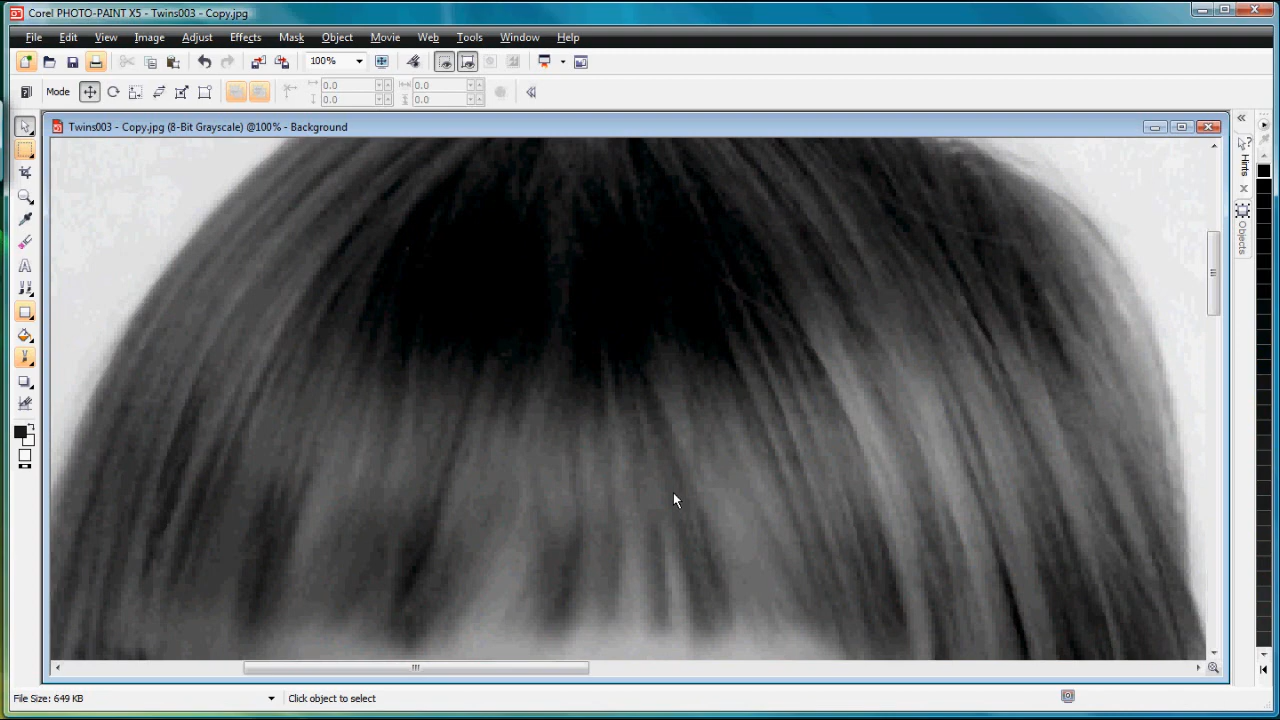 Corel PHOTO-PAINT X5 - Twins003 - Copy.jpg
File Edit View Image Adjust Effects Mask Object Movie Web Tools Window Help
100%
Mode 0.0 0.0
0.0 0.0
Twins003 - Copy.jpg (8-Bit Grayscale) @100% - Background
Hints
Objects
File Size: 649 KB Click object to select